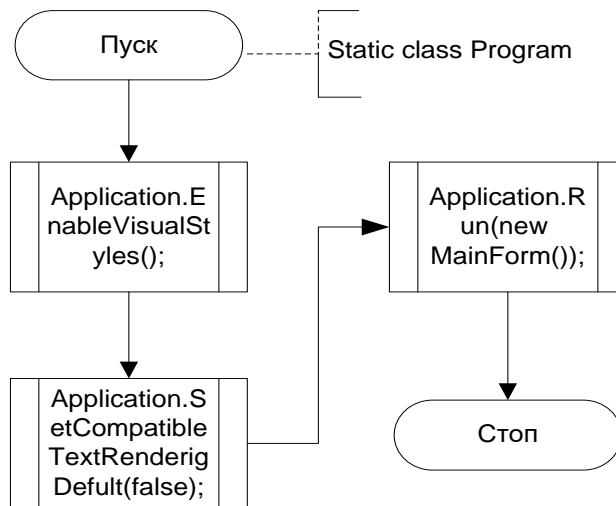 Пуск
Static class Program
Application.E
nableVisualSt
yles();
Application.S
etCompatible
TextRenderig
Defult(false);
Application.R
un(new
MainForm());
Стоп